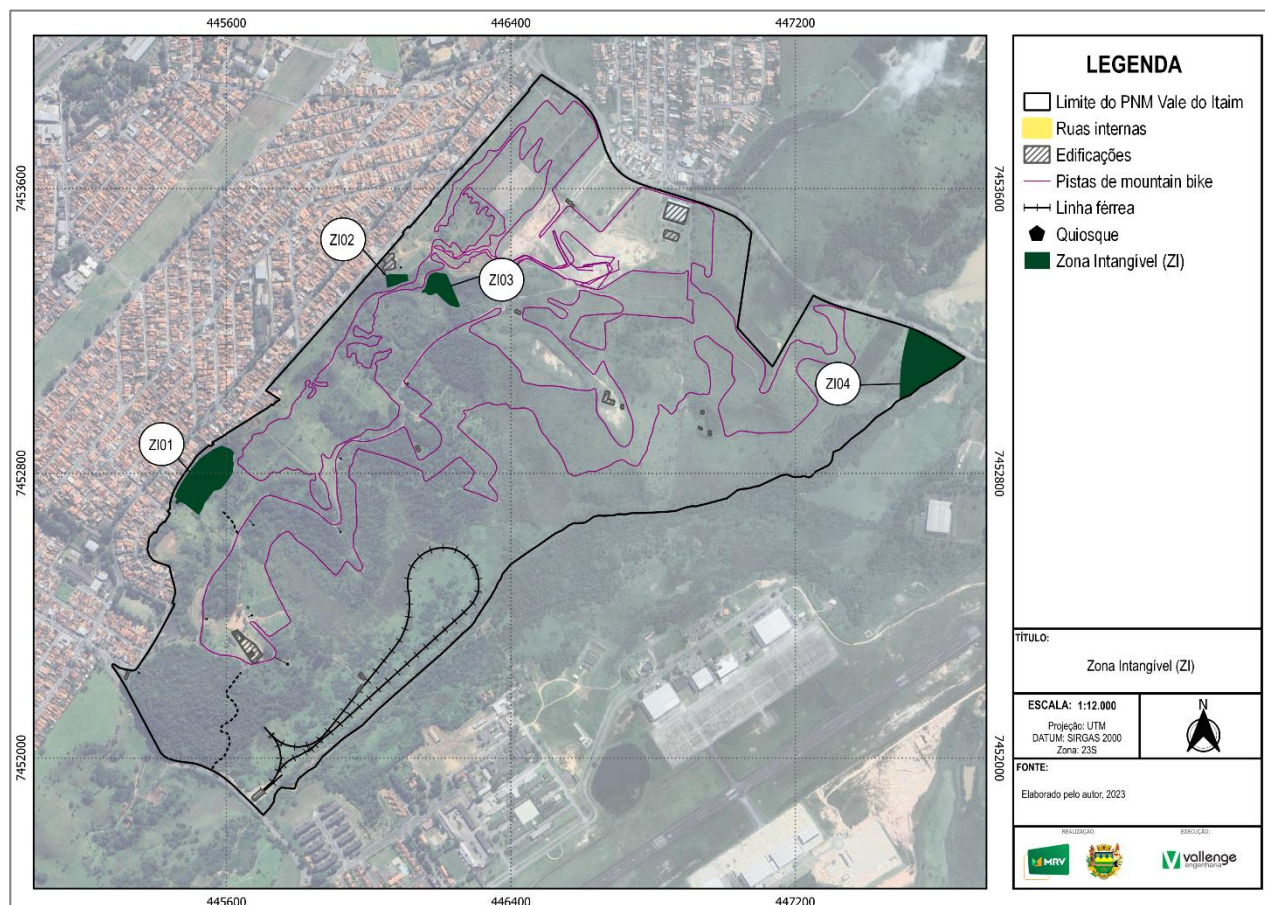 445600
446400
447200
7453600
7453600
ZI02
ZI03
ZI04
ZI01
7452800
7452800
7452000
7452000
445600
446400
447200
LEGENDA
Limite do PNM Vale do Itaim
Ruas internas
Edificações
Pistas de mountain bike
Linha férrea
Quiosque
Zona Intangível (ZI)
TÍTULO:
Zona Intangível (ZI)
ESCALA: 1:12.000
Projeção: UTM
DATUM: SIRGAS 2000
Zona: 23S
N
FONTE:
Elaborado pelo autor, 2023
REALIZAÇÃO:
EXECUÇÃO:
MRV
vallenge
engenharia